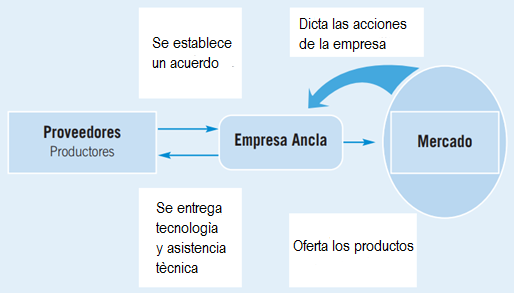 Se establece
un acuerdo
Dicta las acciones
de la empresa
Proveedores
Productores
Empresa Ancla
Mercado
Se entrega
tecnología
y asistencia
tècnica
Oferta los productos